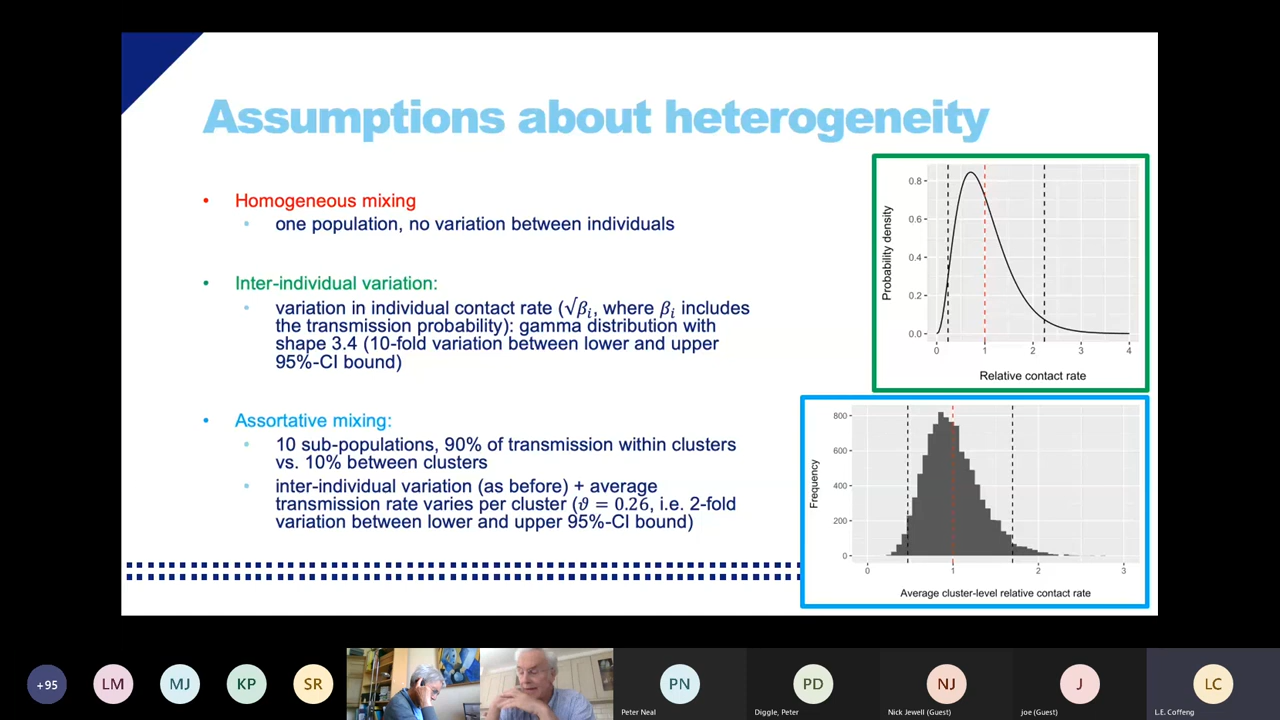 Assumptions about heterogeneity
• Homogeneous mixing
• one population, no variation between individuals
• Inter-individual variation:
• variation in individual contact rate (√βᵢ, where βᵢ includes
the transmission probability): gamma distribution with
shape 3.4 (10-fold variation between lower and upper
95%-CI bound)
• Assortative mixing:
• 10 sub-populations, 90% of transmission within clusters
vs. 10% between clusters
• inter-individual variation (as before) + average
transmission rate varies per cluster (ϑ = 0.26, i.e. 2-fold
variation between lower and upper 95%-CI bound)
Probability density
0.8
0.6
0.4
0.2
0.0
0 1 2 3 4
Relative contact rate
Frequency
800
600
400
200
0
0 1 2 3
Average cluster-level relative contact rate
+95 LM MJ KP SR PN PD NJ J LC
Peter Neal Diggle, Peter Nick Jewell (Guest) joe (Guest) L.E. Coffeng